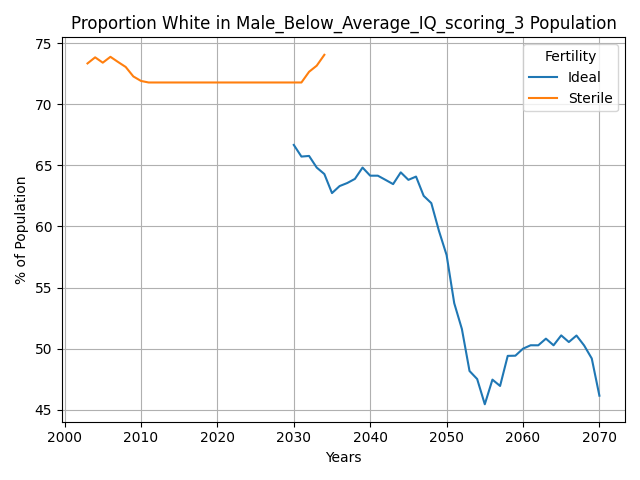 Proportion White in Male_Below_Average_IQ_scoring_3 Population
% of Population
75
70
65
60
55
50
45
Fertility
Ideal
Sterile
2000 2010 2020 2030 2040 2050 2060 2070
Years